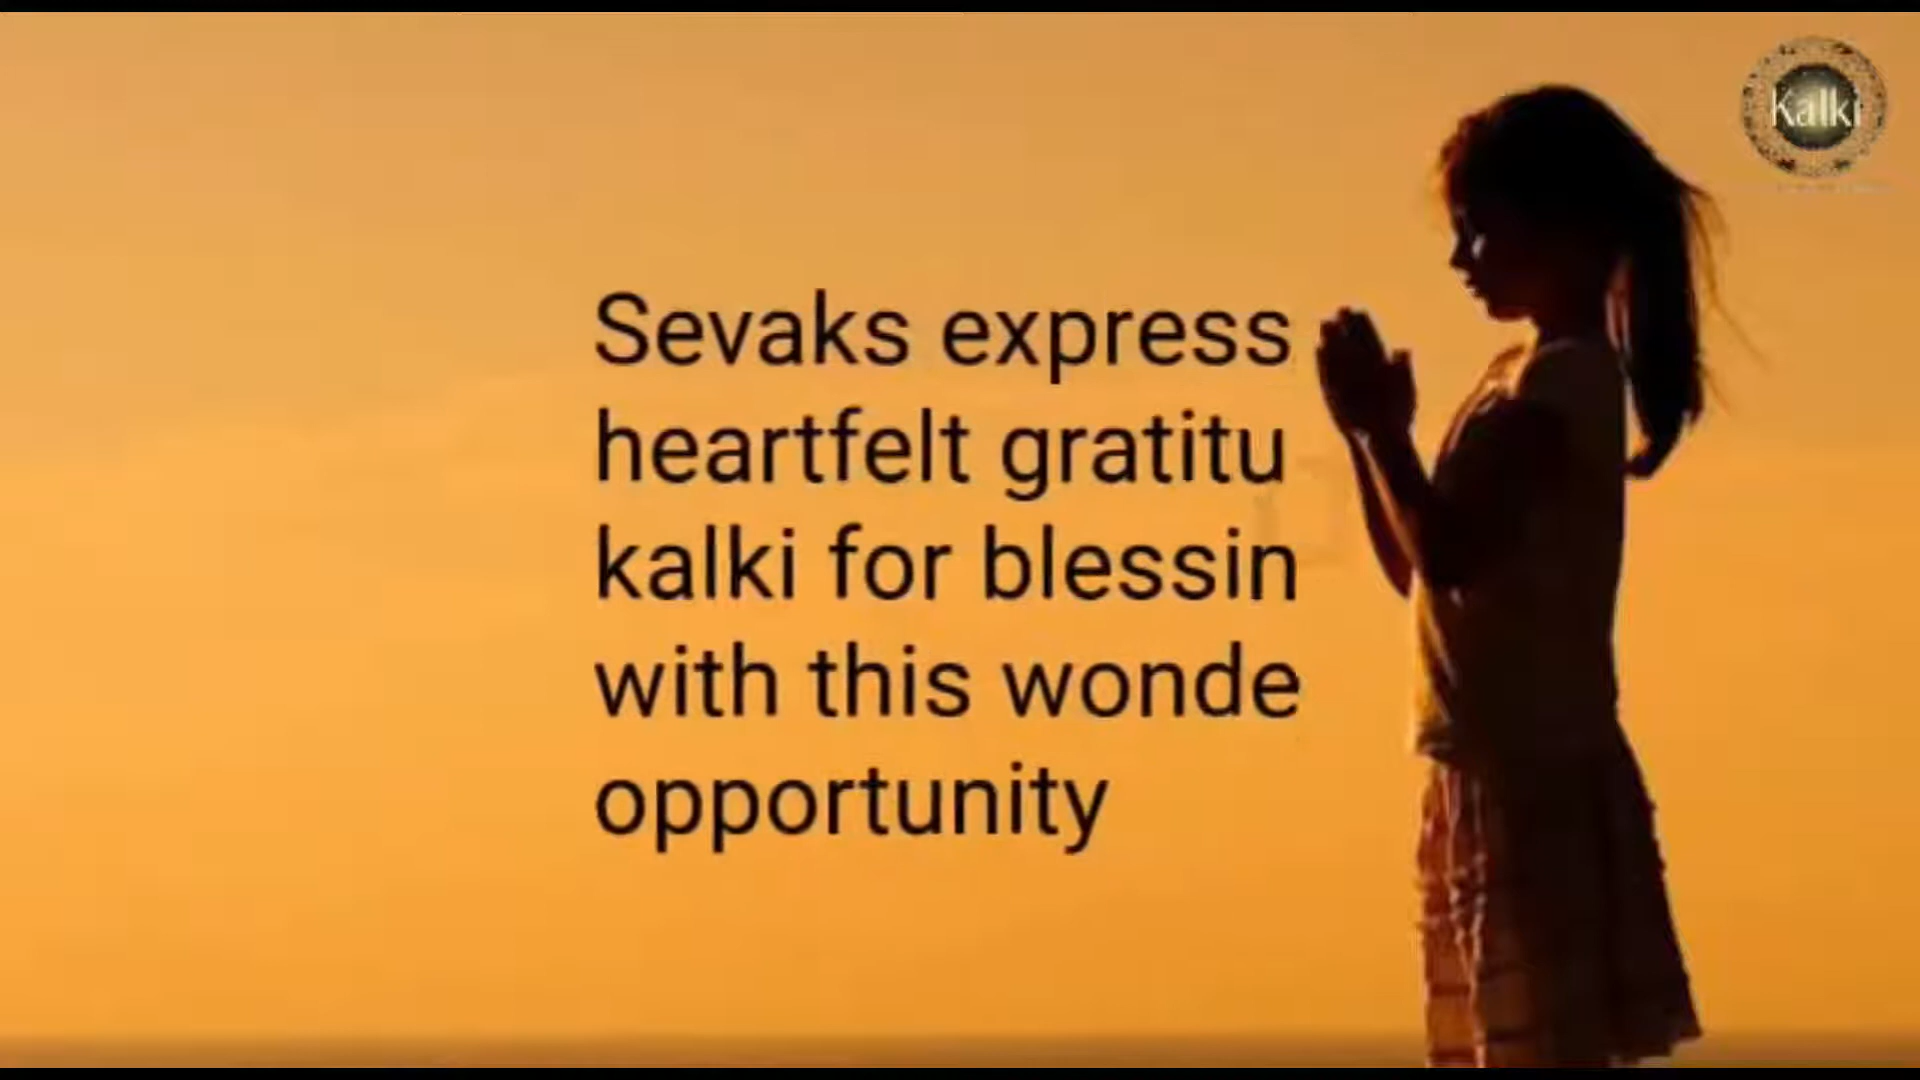 Kalki
Sevaks express
heartfelt gratitu
kalki for blessin
with this wonde
opportunity